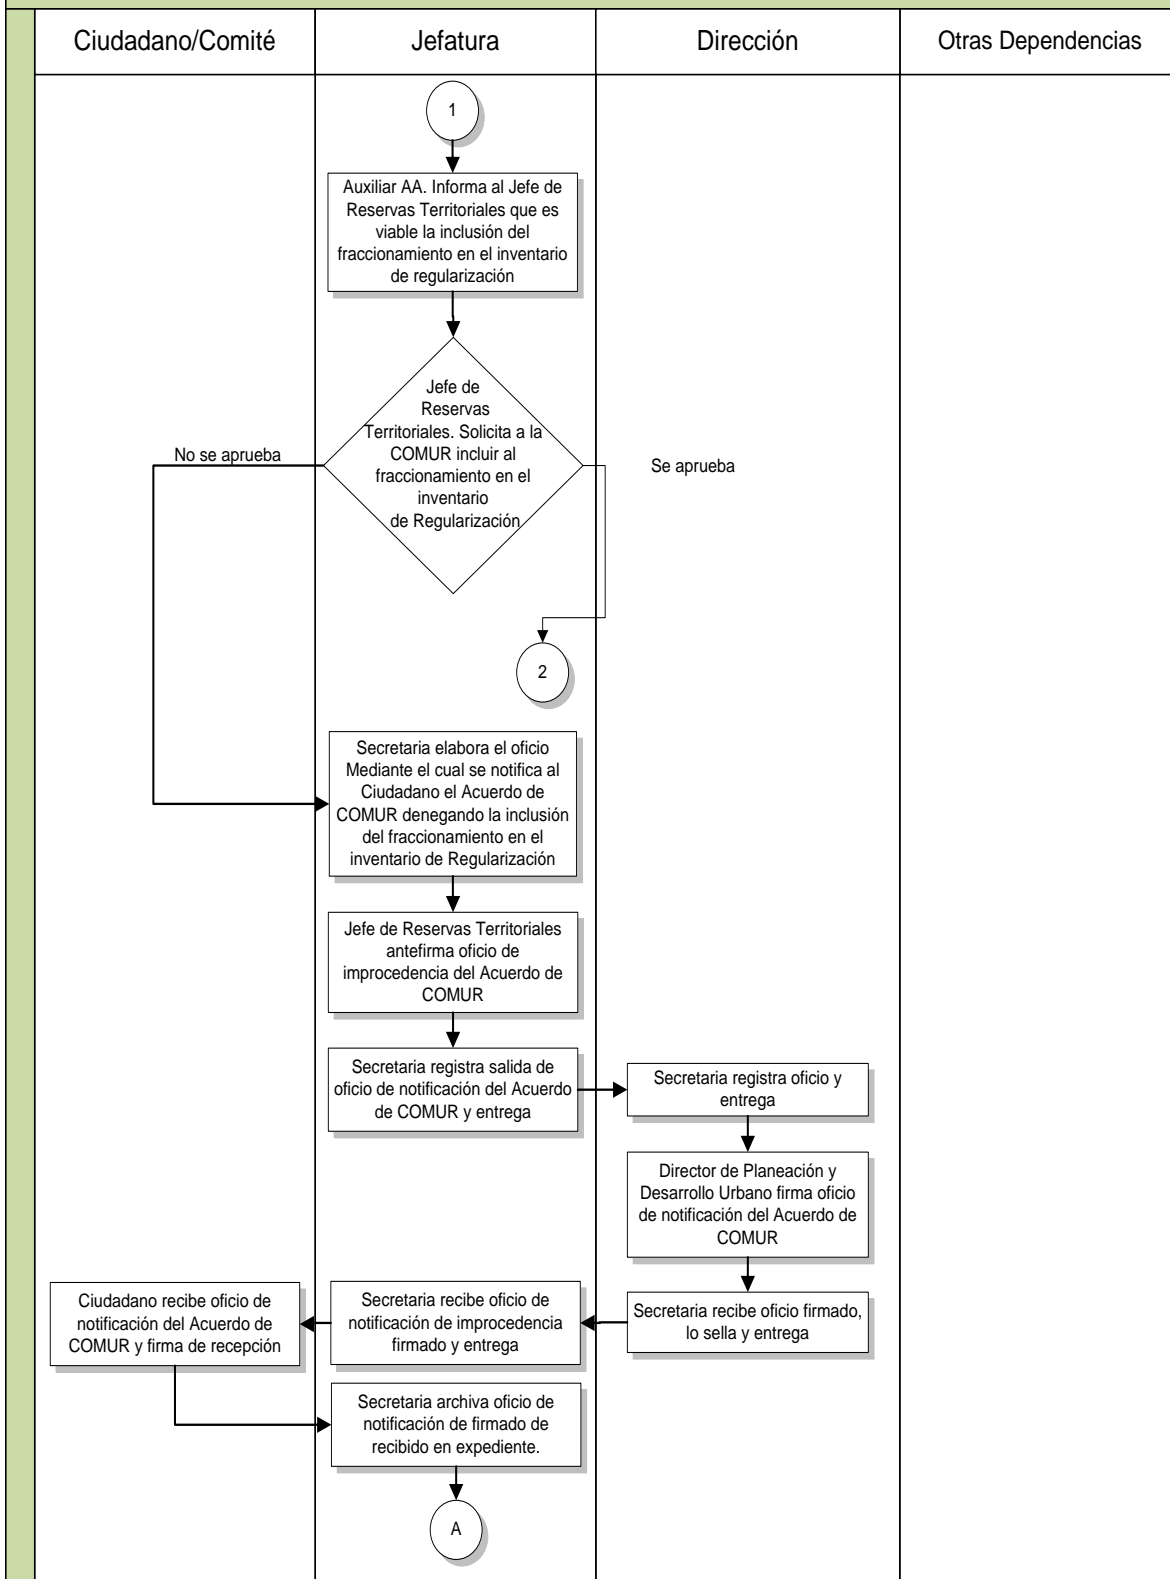 Ciudadano/Comité
Jefatura
Dirección
Otras Dependencias
1
Auxiliar AA. Informa al Jefe de
Reservas Territoriales que es
viable la inclusión del
fraccionamiento en el inventario
de regularización
Jefe de
Reservas
Territoriales. Solicita a la
COMUR incluir al
fraccionamiento en el
inventario
de Regularización
No se aprueba
Se aprueba
2
Secretaria elabora el oficio
Mediante el cual se notifica al
Ciudadano el Acuerdo de
COMUR denegando la inclusión
del fraccionamiento en el
inventario de Regularización
Jefe de Reservas Territoriales
antefirma oficio de
improcedencia del Acuerdo de
COMUR
Secretaria registra salida de
oficio de notificación del Acuerdo
de COMUR y entrega
Secretaria registra oficio y
entrega
Director de Planeación y
Desarrollo Urbano firma oficio
de notificación del Acuerdo de
COMUR
Secretaria recibe oficio firmado,
lo sella y entrega
Secretaria recibe oficio de
notificación de improcedencia
firmado y entrega
Ciudadano recibe oficio de
notificación del Acuerdo de
COMUR y firma de recepción
Secretaria archiva oficio de
notificación de firmado de
recibido en expediente.
A